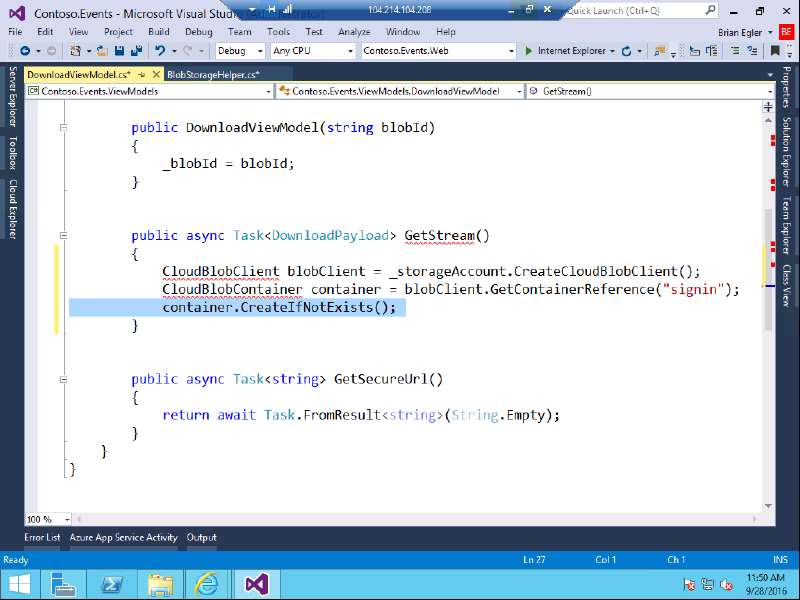 Contoso.Events - Microsoft Visual Studio
104.214.104.208
Quick Launch (Ctrl+Q)
File Edit View Project Build Debug Team Tools Test Analyze Window Help
Brian Egler BE
Debug Any CPU Contoso.Events.Web Internet Explorer
DownloadViewModel.cs* BlobStorageHelper.cs*
Contoso.Events.ViewModels Contoso.Events.ViewModels.DownloadViewModel GetStream()
Server Explorer
Toolbox
Cloud Explorer
public DownloadViewModel(string blobId)
{
_blobId = blobId;
}
public async Task<DownloadPayload> GetStream()
{
CloudBlobClient blobClient = _storageAccount.CreateCloudBlobClient();
CloudBlobContainer container = blobClient.GetContainerReference("signin");
container.CreateIfNotExists();
}
public async Task<string> GetSecureUrl()
{
return await Task.FromResult<string>(String.Empty);
}
}
}
Properties
Solution Explorer
Team Explorer
Class View
100 %
Error List Azure App Service Activity Output
Ready Ln 27 Col 1 Ch 1 INS
11:50 AM
9/28/2016